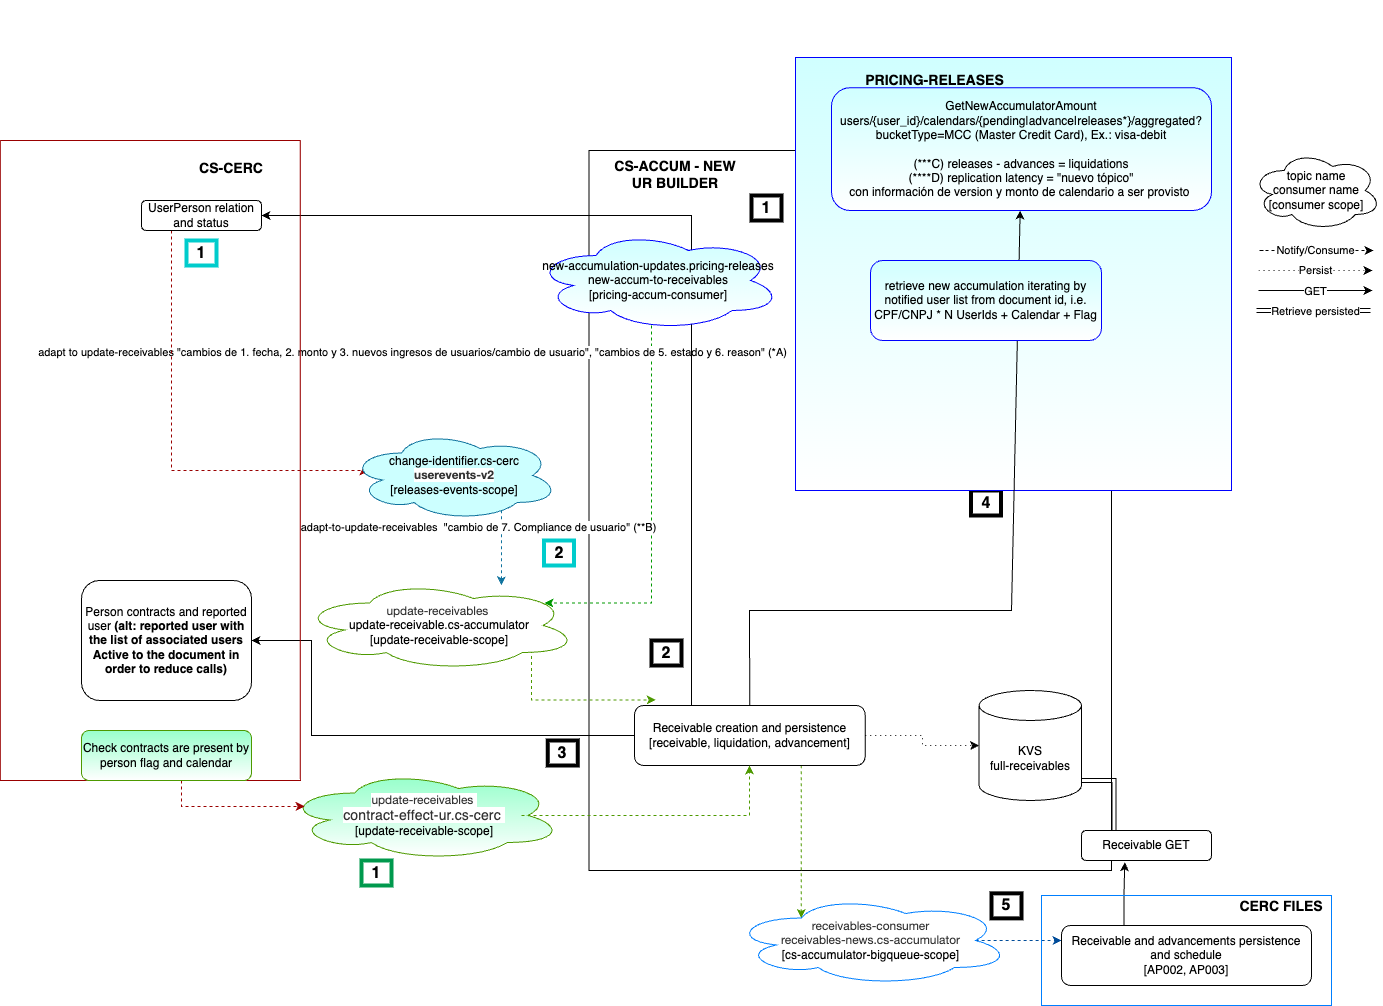 PRICING-RELEASES
GetNewAccumulatorAmount
users/{user_id}/calendars/{pending|advance|releases*}/aggregated?
bucketType=MCC (Master Credit Card), Ex.: visa-debit
(***C) releases - advances = liquidations
(****D) replication latency = "nuevo tópico"
con información de version y monto de calendario a ser provisto
CS-CERC
CS-ACCUM - NEW
UR BUILDER
1
topic name
consumer name
[consumer scope]
UserPerson relation
and status
1
Notify/Consume
Persist
GET
Retrieve persisted
new-accumulation-updates.pricing-releases
new-accum-to-receivables
[pricing-accum-consumer]
retrieve new accumulation iterating by
notified user list from document id, i.e.
CPF/CNPJ * N UserIds + Calendar + Flag
adapt to update-receivables "cambios de 1. fecha, 2. monto y 3. nuevos ingresos de usuarios/cambio de usuario", "cambios de 5. estado y 6. reason" (*A)
change-identifier.cs-cerc
userevents-v2
[releases-events-scope]
4
adapt-to-update-receivables "cambio de 7. Compliance de usuario" (**B)
2
Person contracts and reported
user (alt: reported user with
the list of associated users
Active to the document in
order to reduce calls)
update-receivables
update-receivable.cs-accumulator
[update-receivable-scope]
2
Receivable creation and persistence
[receivable, liquidation, advancement]
KVS
full-receivables
Check contracts are present by
person flag and calendar
3
update-receivables
contract-effect-ur.cs-cerc
[update-receivable-scope]
1
Receivable GET
5
CERC FILES
receivables-consumer
receivables-news.cs-accumulator
[cs-accumulator-bigqueue-scope]
Receivable and advancements persistence
and schedule
[AP002, AP003]